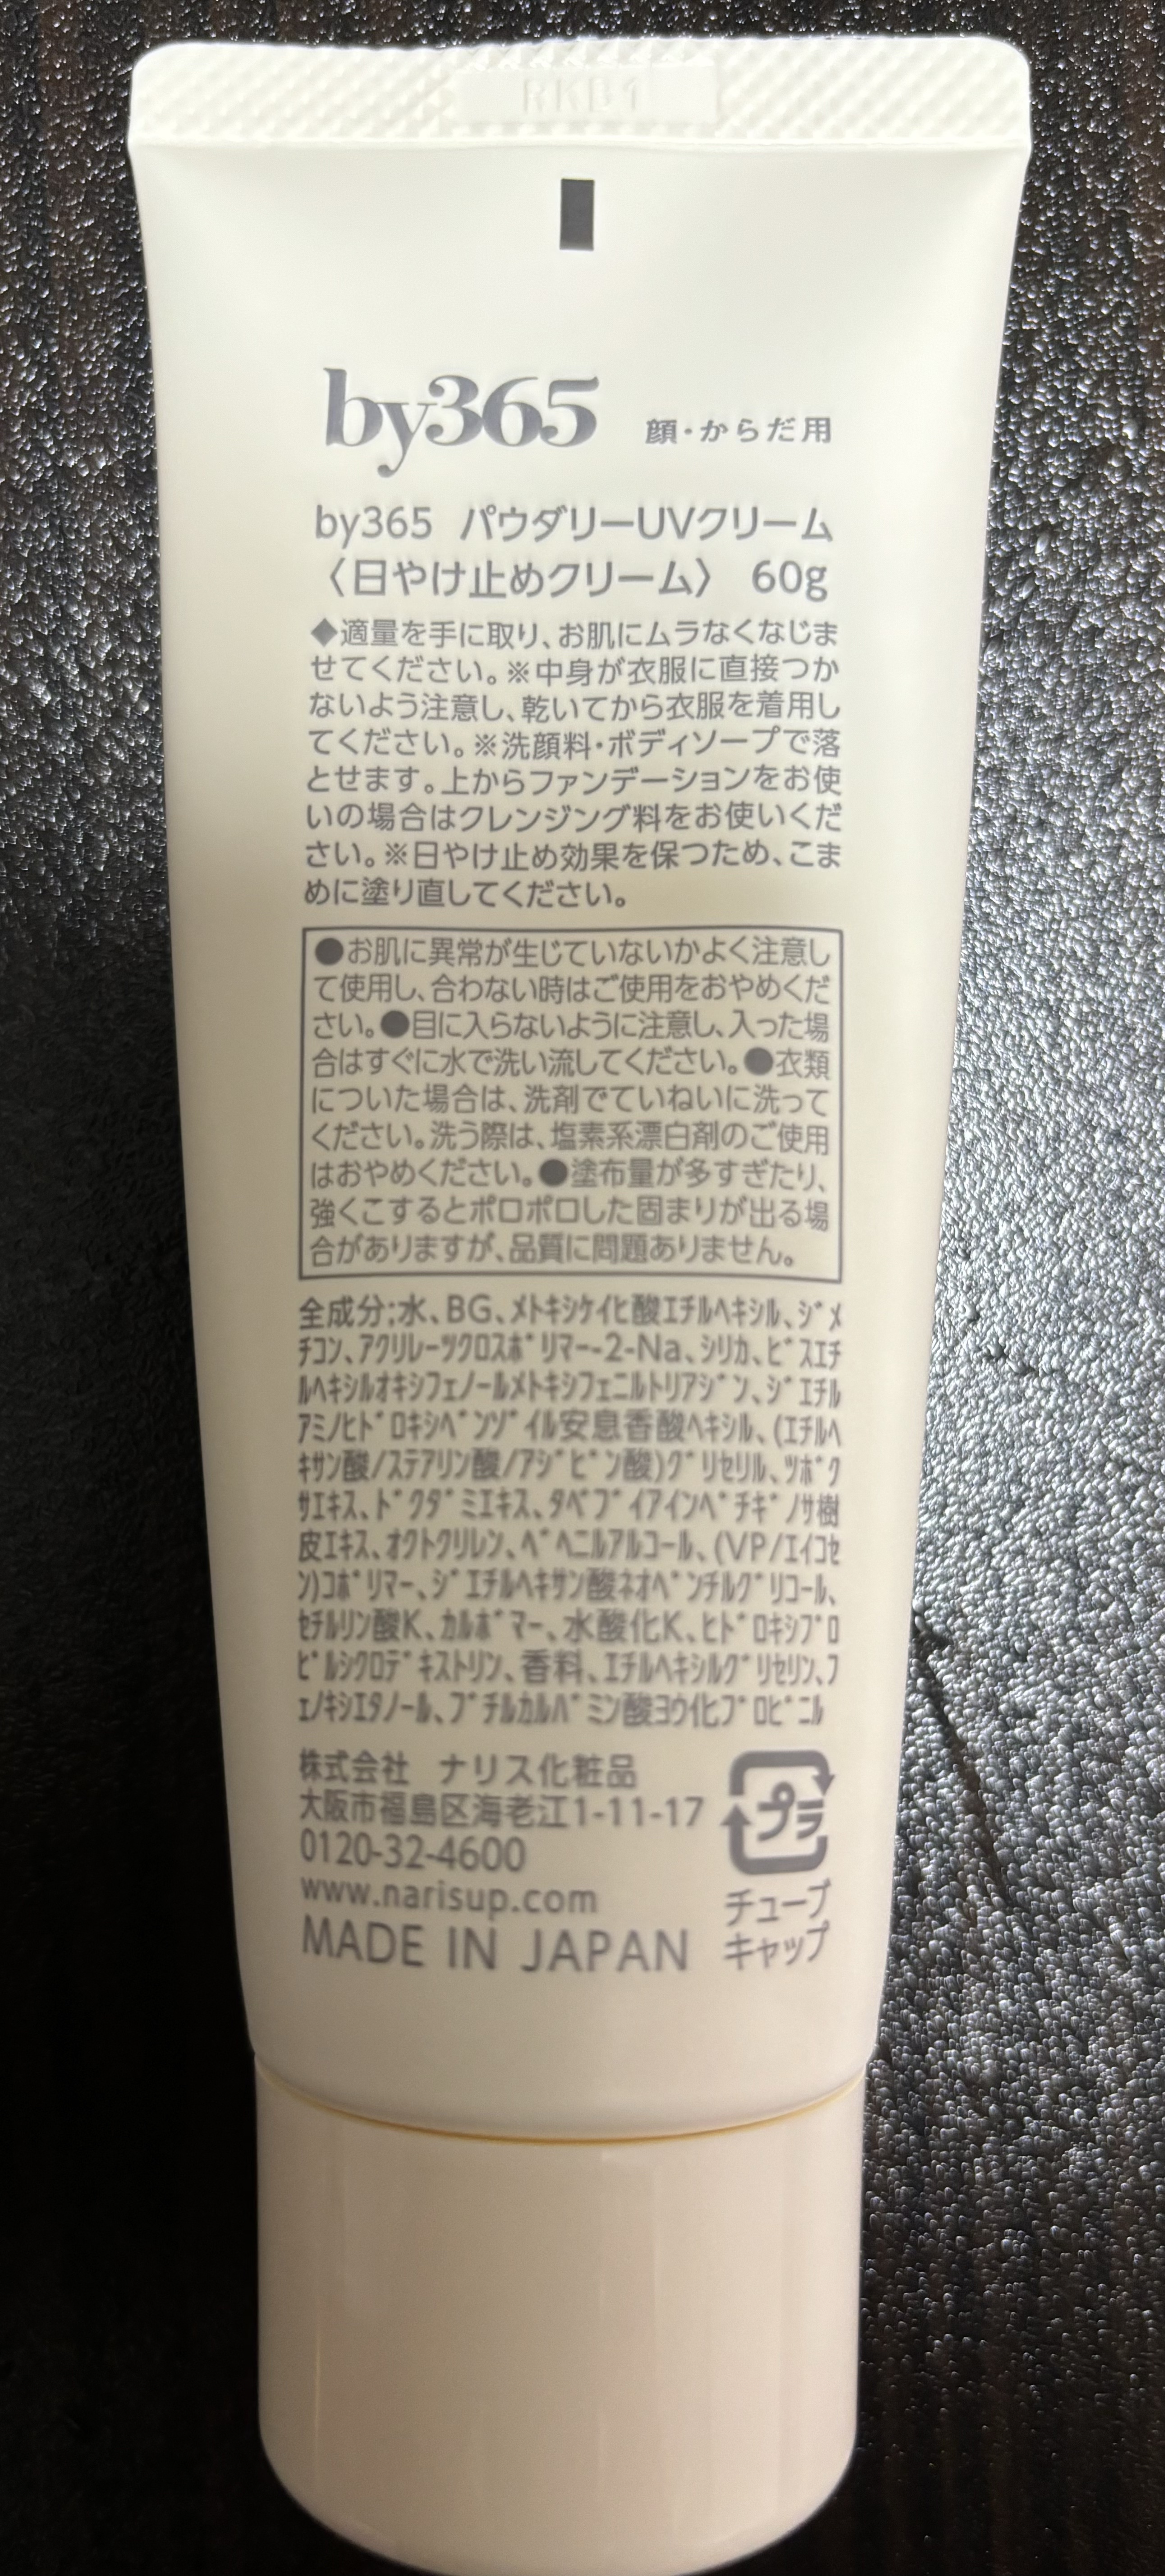 RKB1
by365 顔・からだ用
by365 パウダリーUVクリーム
〈日やけ止めクリーム〉 60g
◆適量を手に取り、お肌にムラなくなじま
せてください。※中身が衣服に直接つか
ないよう注意し、乾いてから衣服を着用し
てください。※洗顔料・ボディソープで落
とせます。上からファンデーションをお使
いの場合はクレンジング料をお使いくだ
さい。※日やけ止め効果を保つため、こま
めに塗り直してください。
●お肌に異常が生じていないかよく注意し
て使用し、合わない時はご使用をおやめくだ
さい。●目に入らないように注意し、入った場
合はすぐに水で洗い流してください。●衣類
についた場合は、洗剤でていねいに洗って
ください。洗う際は、塩素系漂白剤のご使用
はおやめください。●塗布量が多すぎたり、
強くこするとポロポロした固まりが出る場
合がありますが、品質に問題ありません。
全成分:水、BG、メトキシケイヒ酸エチルヘキシル、ジメ
チコン、アクリレーツクロスポリマー-2-Na、シリカ、ビスエチ
ルヘキシルオキシフェノールメトキシフェニルトリアジン、ジエチル
アミノヒドロキシベンゾイル安息香酸ヘキシル、(エチルヘ
キサン酸/ステアリン酸/アジピン酸)グリセリル、ツボク
サエキス、ドクダミエキス、タベブイアインペチギノサ樹
皮エキス、オクトクリレン、ベヘニルアルコール、(VP/エイコセ
ン)コポリマー、ジエチルヘキサン酸ネオペンチルグリコール、
セチルリン酸K、カルボマー、水酸化K、ヒドロキシプロ
ピルシクロデキストリン、香料、エチルヘキシルグリセリン、フ
ェノキシエタノール、ブチルカルバミン酸ヨウ化プロピニル
株式会社 ナリス化粧品
大阪市福島区海老江1-11-17
0120-32-4600
www.narisup.com
MADE IN JAPAN
プラ
チューブ
キャップ